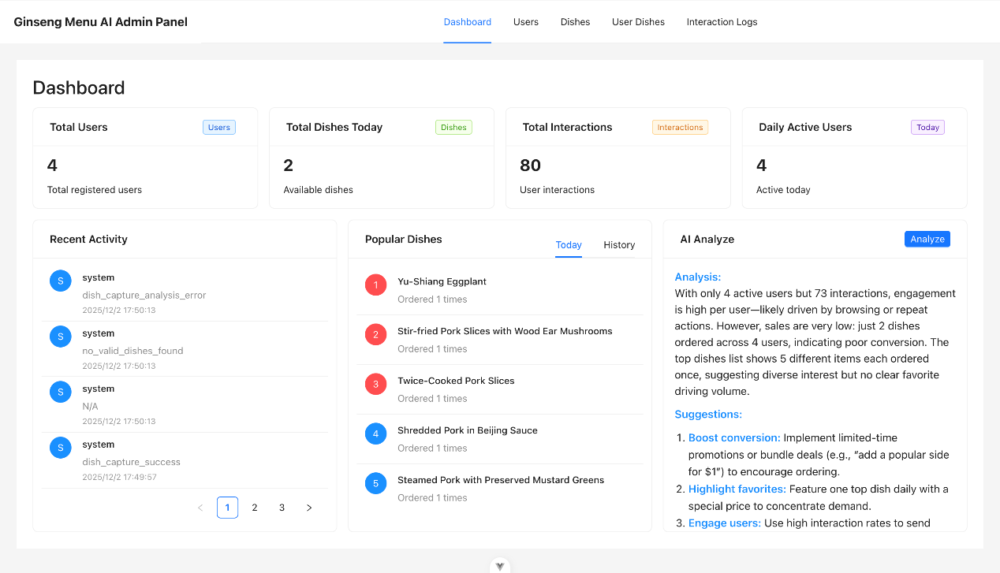 Ginseng Menu AI Admin Panel
Dashboard
Users
Dishes
User Dishes
Interaction Logs
Dashboard
Total Users
Users
4
Total registered users
Total Dishes Today
Dishes
2
Available dishes
Total Interactions
Interactions
80
User interactions
Daily Active Users
Today
4
Active today
Recent Activity
S
system
dish_capture_analysis_error
2025/12/2 17:50:13
S
system
no_valid_dishes_found
2025/12/2 17:50:13
S
system
N/A
2025/12/2 17:50:13
S
system
dish_capture_success
2025/12/2 17:49:57
< 1 2 3 >
Popular Dishes
Today
History
1
Yu-Shiang Eggplant
Ordered 1 times
2
Stir-fried Pork Slices with Wood Ear Mushrooms
Ordered 1 times
3
Twice-Cooked Pork Slices
Ordered 1 times
4
Shredded Pork in Beijing Sauce
Ordered 1 times
5
Steamed Pork with Preserved Mustard Greens
Ordered 1 times
AI Analyze
Analyze
Analysis:
With only 4 active users but 73 interactions, engagement
is high per user—likely driven by browsing or repeat
actions. However, sales are very low: just 2 dishes
ordered across 4 users, indicating poor conversion. The
top dishes list shows 5 different items each ordered
once, suggesting diverse interest but no clear favorite
driving volume.
Suggestions:
1. Boost conversion: Implement limited-time
promotions or bundle deals (e.g., “add a popular side
for $1”) to encourage ordering.
2. Highlight favorites: Feature one top dish daily with a
special price to concentrate demand.
3. Engage users: Use high interaction rates to send